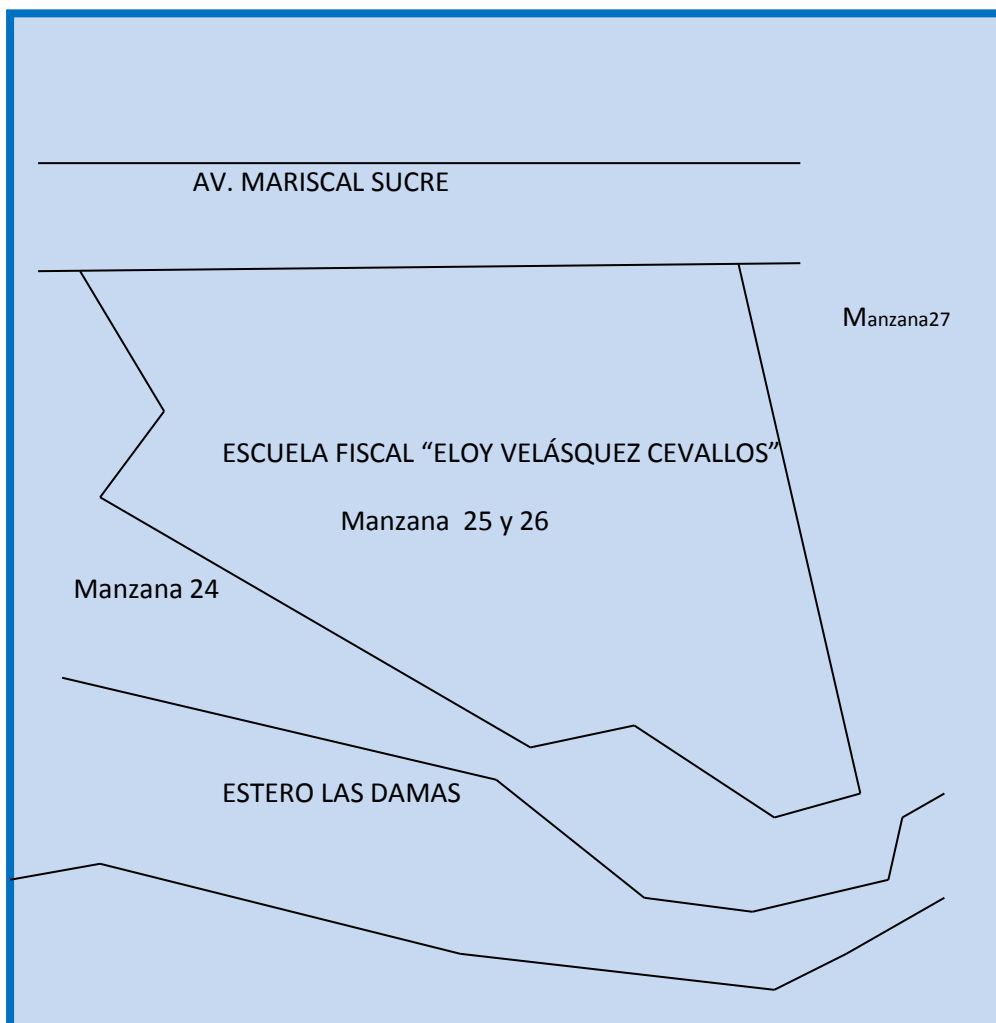 AV. MARISCAL SUCRE
Manzana27
ESCUELA FISCAL “ELOY VELÁSQUEZ CEVALLOS”
Manzana  25 y 26
Manzana 24
ESTERO LAS DAMAS